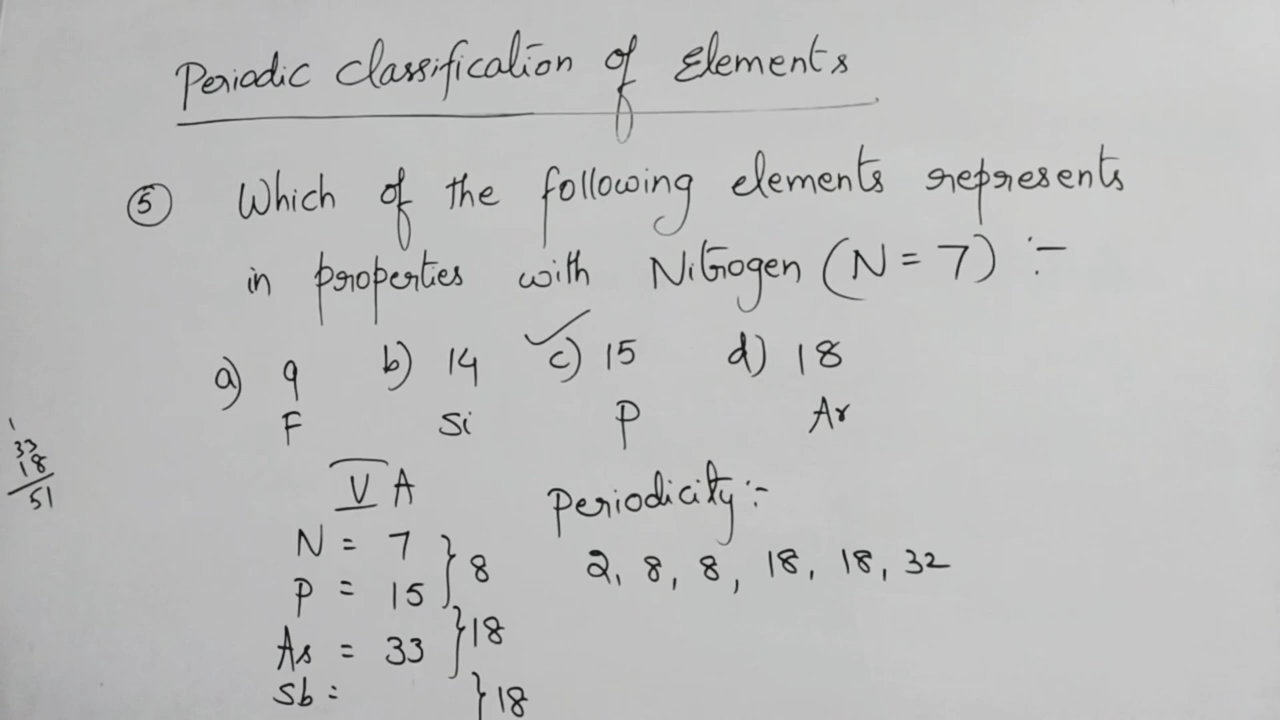 Periodic Classification of Elements
5 Which of the following elements represents
in properties with Nitrogen (N = 7) :-
a) 9 b) 14 ✓c) 15 d) 18
F Si P Ar
1
33
18
51
V A
N = 7 } 8
P = 15
As = 33 } 18
Sb = } 18
Periodicity :-
2, 8, 8, 18, 18, 32